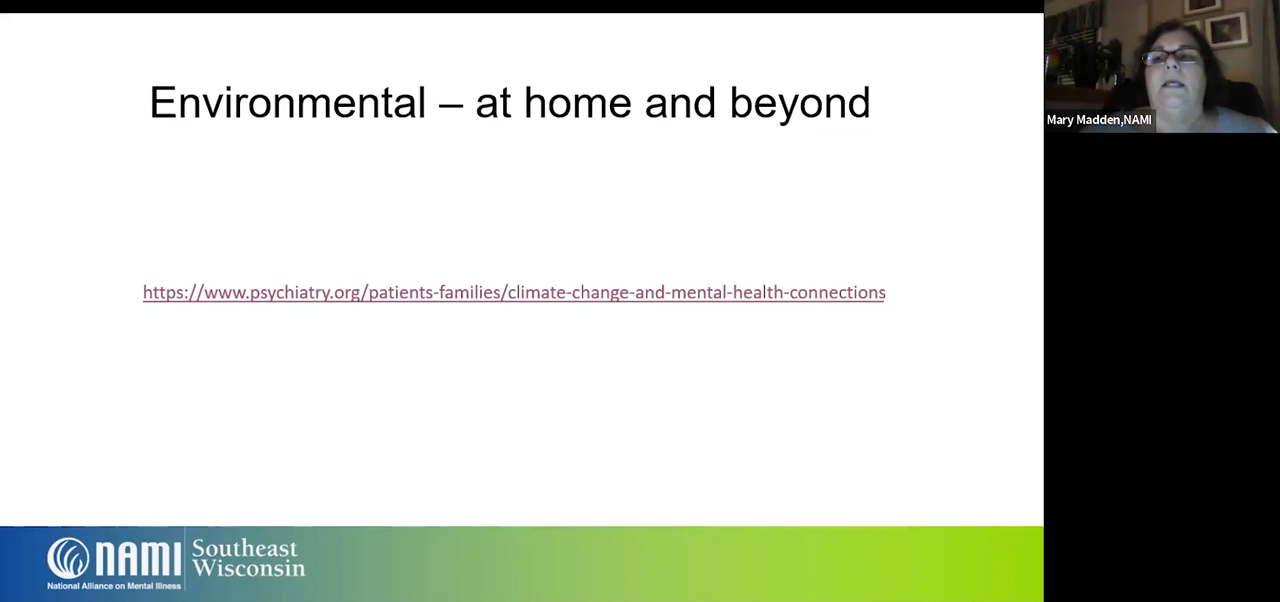 Environmental – at home and beyond
Mary Madden,NAMI
https://www.psychiatry.org/patients-families/climate-change-and-mental-health-connections
NAMI
National Alliance on Mental Illness
Southeast
Wisconsin